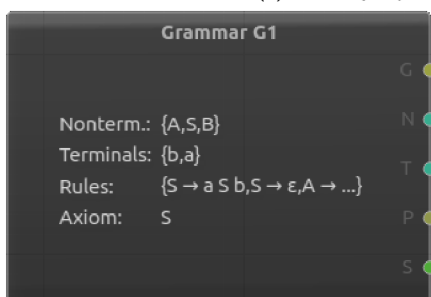 Grammar G1
G
Nonterm.: {A,S,B}
N
Terminals: {b,a}
T
Rules: {S → a S b,S → ε,A → ...}
Axiom: S
P
S